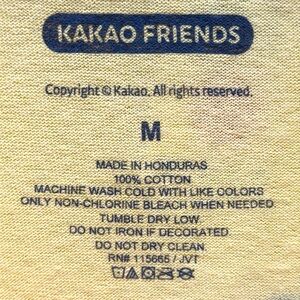 KAKAO FRIENDS
Copyright © Kakao. All rights reserved.
M
MADE IN HONDURAS
100% COTTON
MACHINE WASH COLD WITH LIKE COLORS
ONLY NON-CHLORINE BLEACH WHEN NEEDED
TUMBLE DRY LOW
DO NOT IRON IF DECORATED
DO NOT DRY CLEAN.
RN# 115665 / JVT